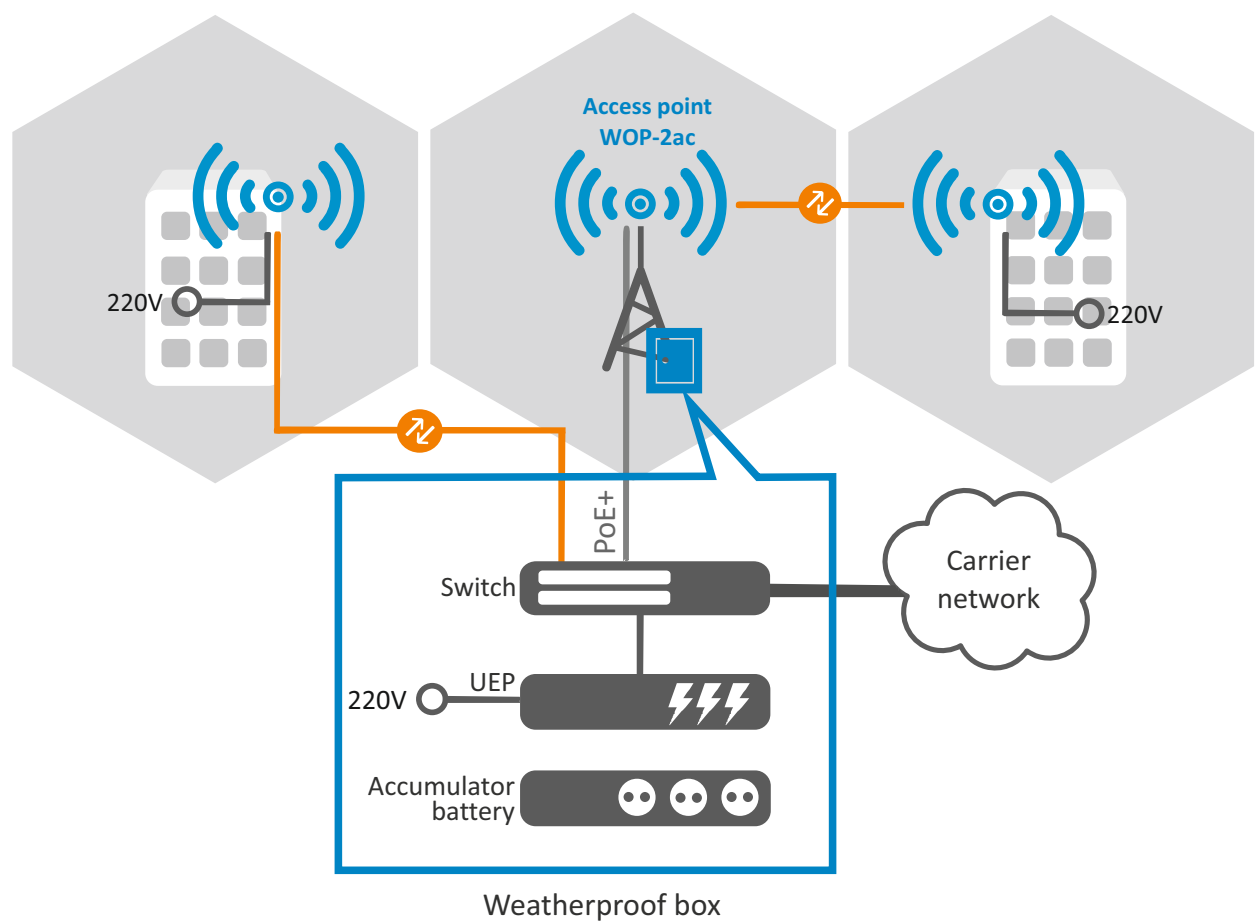 Access point
WOP-2ac
220V
220V
PoE+
Switch
Carrier
network
UEP
220V
Accumulator
battery
Weatherproof box